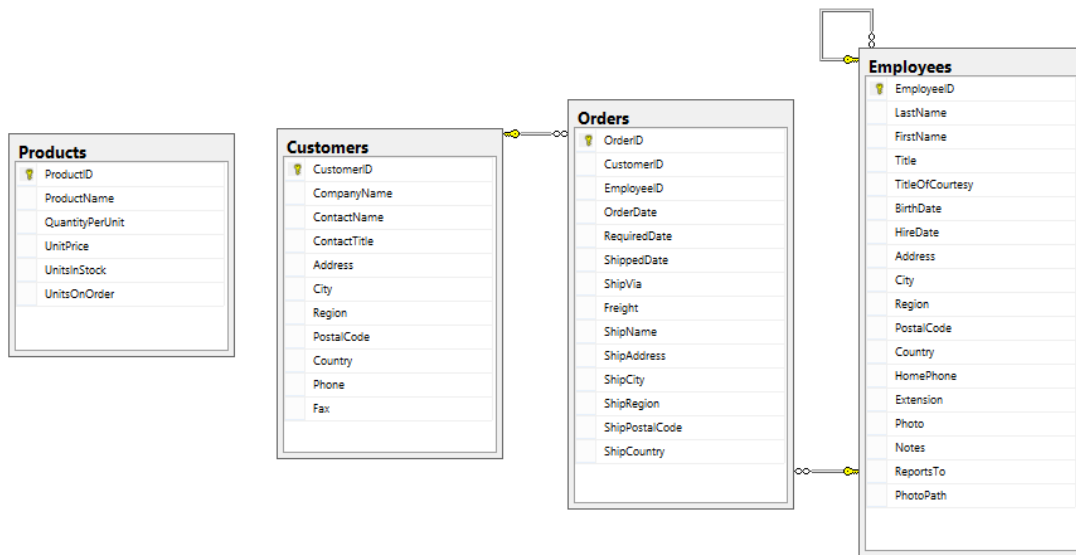 Products
ProductID
ProductName
QuantityPerUnit
UnitPrice
UnitsInStock
UnitsOnOrder
Customers
CustomerID
CompanyName
ContactName
ContactTitle
Address
City
Region
PostalCode
Country
Phone
Fax
Orders
OrderID
CustomerID
EmployeeID
OrderDate
RequiredDate
ShippedDate
ShipVia
Freight
ShipName
ShipAddress
ShipCity
ShipRegion
ShipPostalCode
ShipCountry
Employees
EmployeeID
LastName
FirstName
Title
TitleOfCourtesy
BirthDate
HireDate
Address
City
Region
PostalCode
Country
HomePhone
Extension
Photo
Notes
ReportsTo
PhotoPath